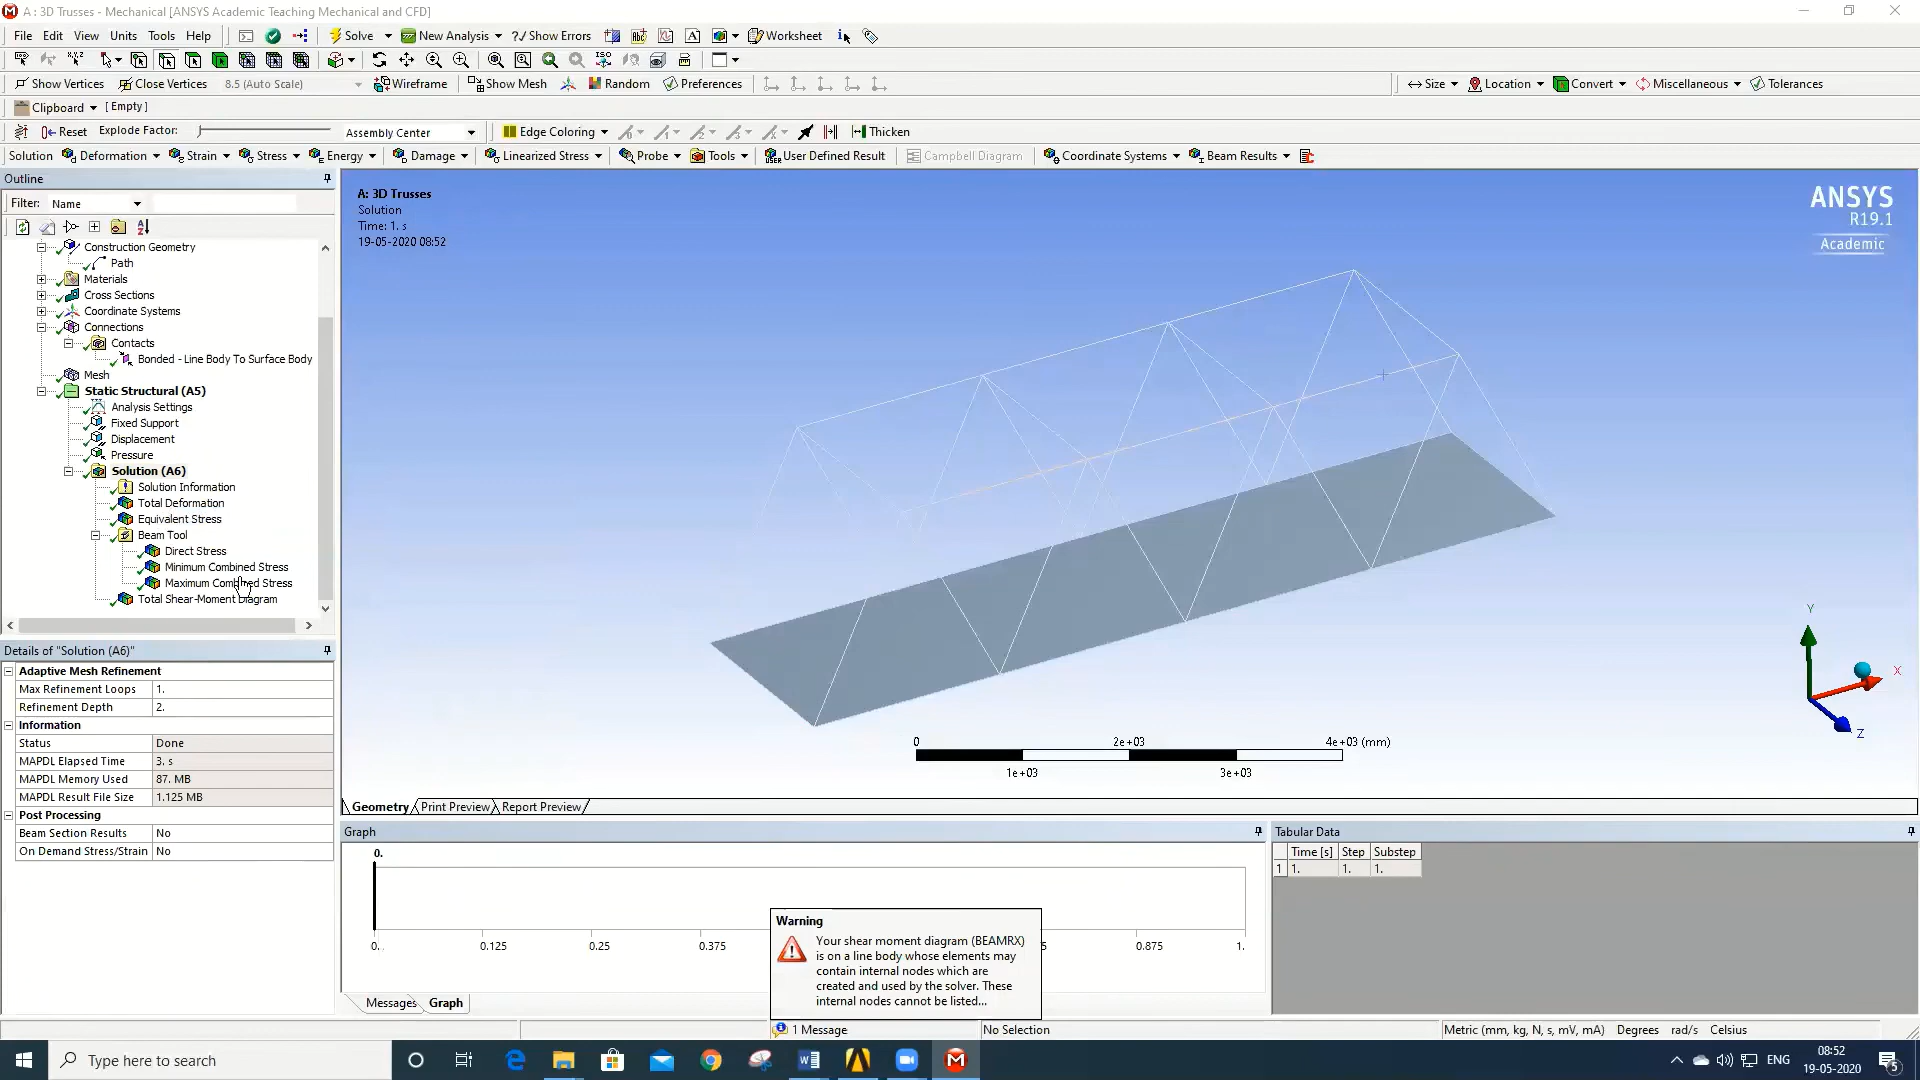 A : 3D Trusses - Mechanical [ANSYS Academic Teaching Mechanical and CFD]
File Edit View Units Tools Help Solve New Analysis ?/ Show Errors Worksheet
Show Vertices Close Vertices 8.5 (Auto Scale) Wireframe Show Mesh Random Preferences Size Location Convert Miscellaneous Tolerances
Clipboard [ Empty ]
Reset Explode Factor: Assembly Center Edge Coloring Thicken
Solution Deformation Strain Stress Energy Damage Linearized Stress Probe Tools User Defined Result Campbell Diagram Coordinate Systems Beam Results
Outline
Filter: Name
Construction Geometry
Path
Materials
Cross Sections
Coordinate Systems
Connections
Contacts
Bonded - Line Body To Surface Body
Mesh
Static Structural (A5)
Analysis Settings
Fixed Support
Displacement
Pressure
Solution (A6)
Solution Information
Total Deformation
Equivalent Stress
Beam Tool
Direct Stress
Minimum Combined Stress
Maximum Combined Stress
Total Shear-Moment Diagram
Details of "Solution (A6)"
Adaptive Mesh Refinement
Max Refinement Loops 1.
Refinement Depth 2.
Information
Status Done
MAPDL Elapsed Time 3. s
MAPDL Memory Used 87. MB
MAPDL Result File Size 1.125 MB
Post Processing
Beam Section Results No
On Demand Stress/Strain No
A: 3D Trusses
Solution
Time: 1. s
19-05-2020 08:52
ANSYS
R19.1
Academic
Y
X
Z
0 2e+03 4e+03 (mm)
1e+03 3e+03
Geometry Print Preview Report Preview
Graph
0.
0. 0.125 0.25 0.375 5 0.875 1.
Messages Graph
Tabular Data
Time [s] Step Substep
1 1. 1. 1.
Warning
Your shear moment diagram (BEAMRX)
is on a line body whose elements may
contain internal nodes which are
created and used by the solver. These
internal nodes cannot be listed...
1 Message No Selection Metric (mm, kg, N, s, mV, mA) Degrees rad/s Celsius
Type here to search
ENG
08:52
19-05-2020
5